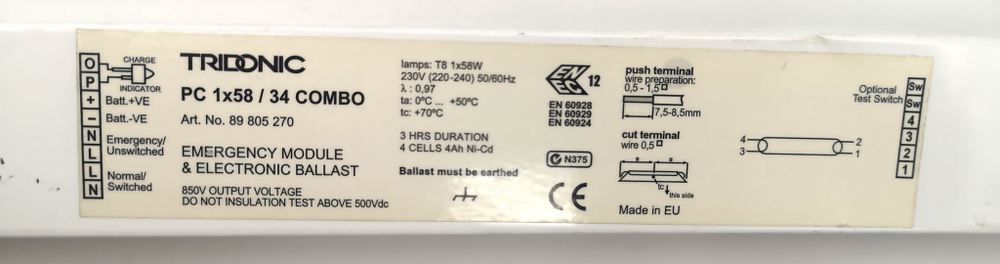 O
P
+
−
N
L
L
N
CHARGE
INDICATOR
Batt.+VE
Batt.-VE
Emergency/
Unswitched
Normal/
Switched
TRIDONIC
PC 1x58 / 34 COMBO
Art. No. 89 805 270
EMERGENCY MODULE
& ELECTRONIC BALLAST
850V OUTPUT VOLTAGE
DO NOT INSULATION TEST ABOVE 500Vdc
lamps: T8 1x58W
230V (220-240) 50/60Hz
λ : 0,97
ta: 0°C ... +50°C
tc: +70°C
3 HRS DURATION
4 CELLS 4Ah Ni-Cd
Ballast must be earthed
ENEC 12
EN 60928
EN 60929
EN 60924
C N375
CE
push terminal
wire preparation:
0,5 - 1,5□
7,5-8,5mm
cut terminal
wire 0,5□
tc this side
Made in EU
4
3
2
1
Optional
Test Switch
Sw
Sw
4
3
2
1